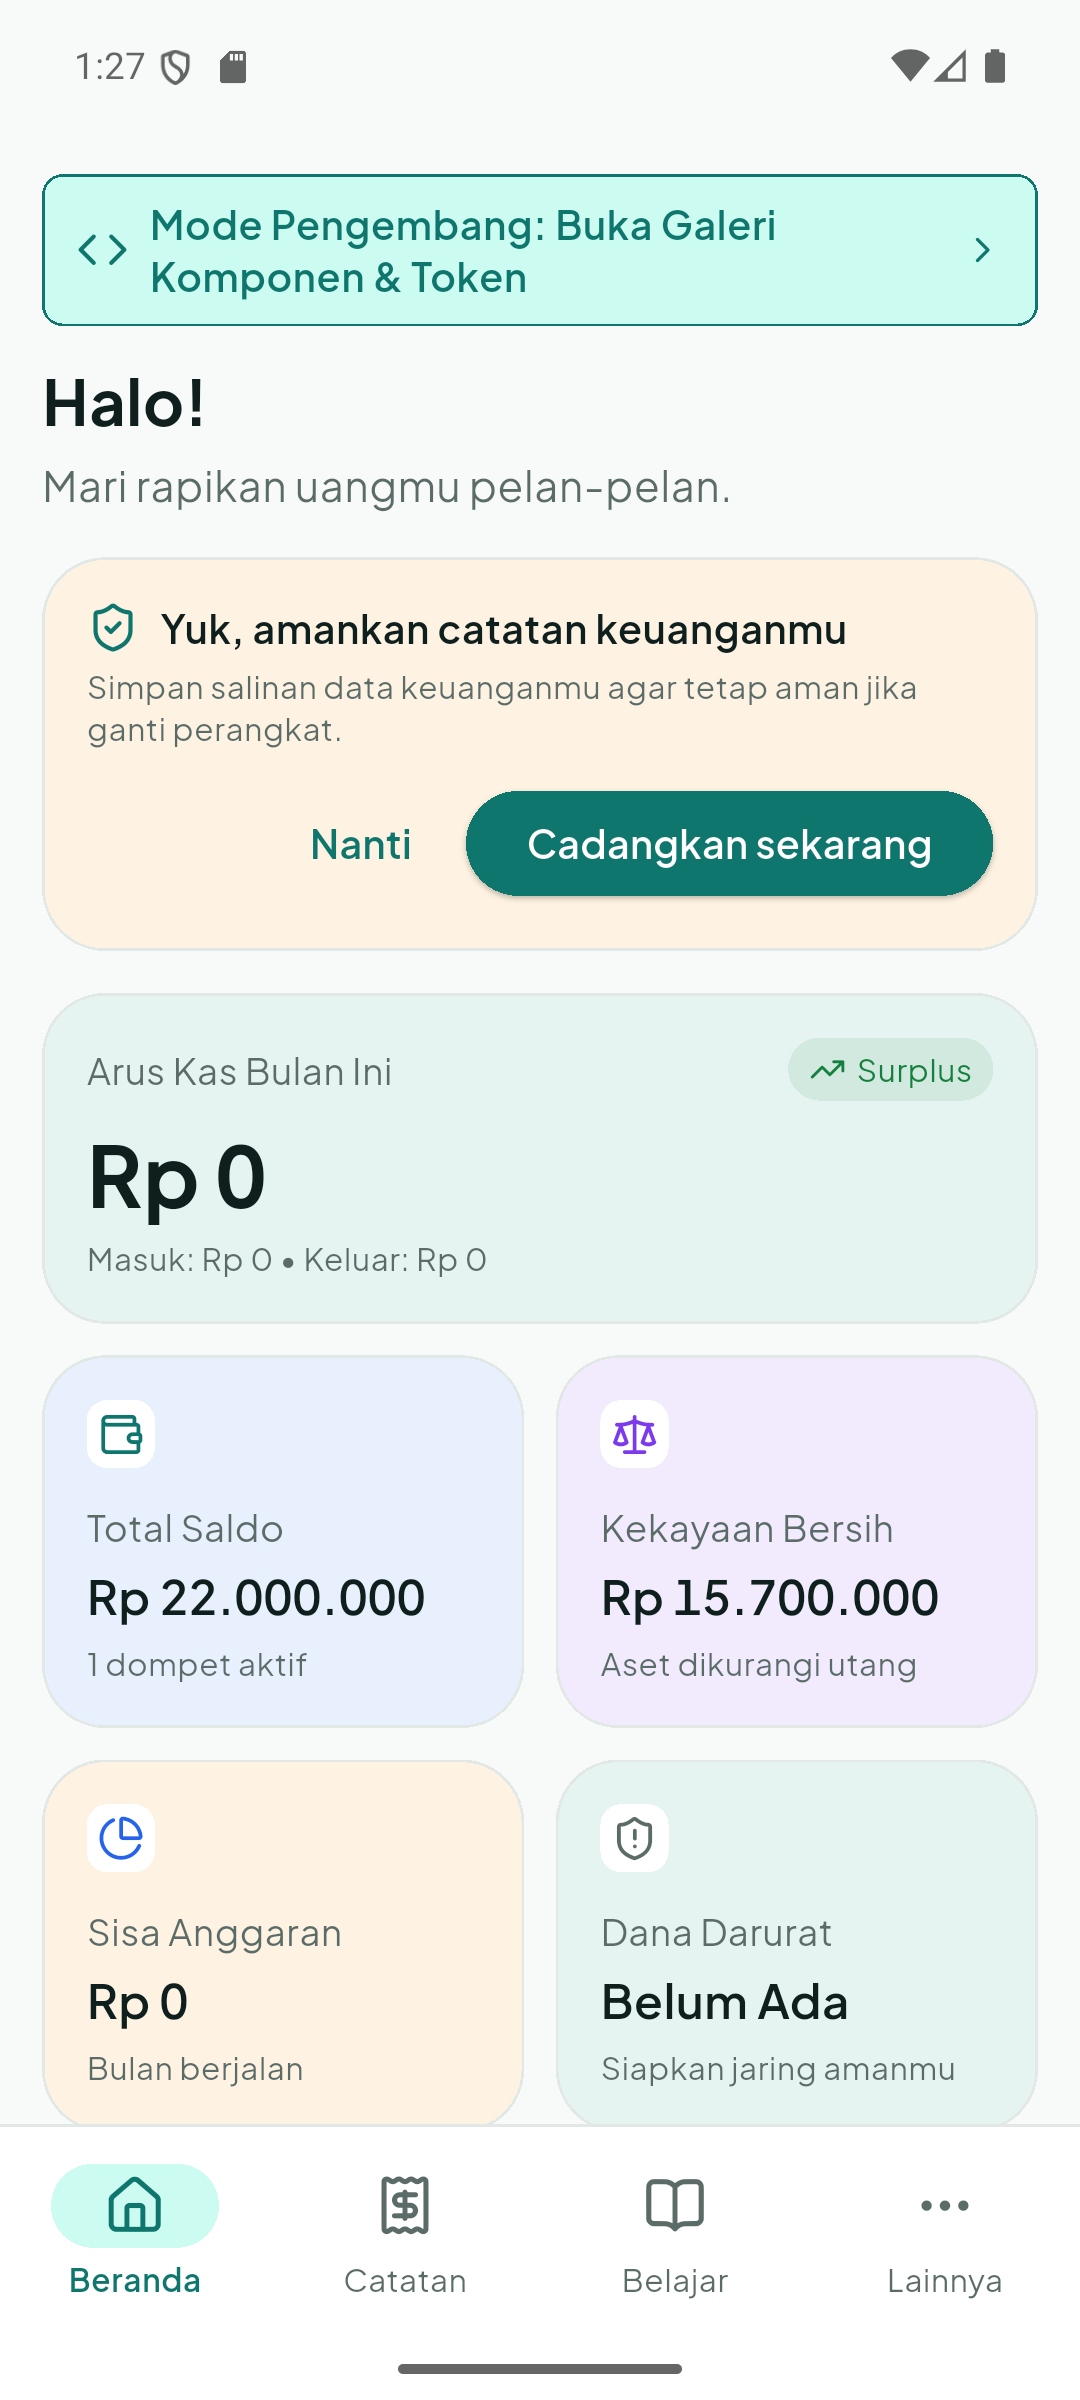 1:27
Mode Pengembang: Buka Galeri
Komponen & Token
Halo!
Mari rapikan uangmu pelan-pelan.
Yuk, amankan catatan keuanganmu
Simpan salinan data keuanganmu agar tetap aman jika
ganti perangkat.
Nanti
Cadangkan sekarang
Arus Kas Bulan Ini
Surplus
Rp 0
Masuk: Rp 0 • Keluar: Rp 0
Total Saldo
Rp 22.000.000
1 dompet aktif
Kekayaan Bersih
Rp 15.700.000
Aset dikurangi utang
Sisa Anggaran
Rp 0
Bulan berjalan
Dana Darurat
Belum Ada
Siapkan jaring amanmu
Beranda
Catatan
Belajar
Lainnya